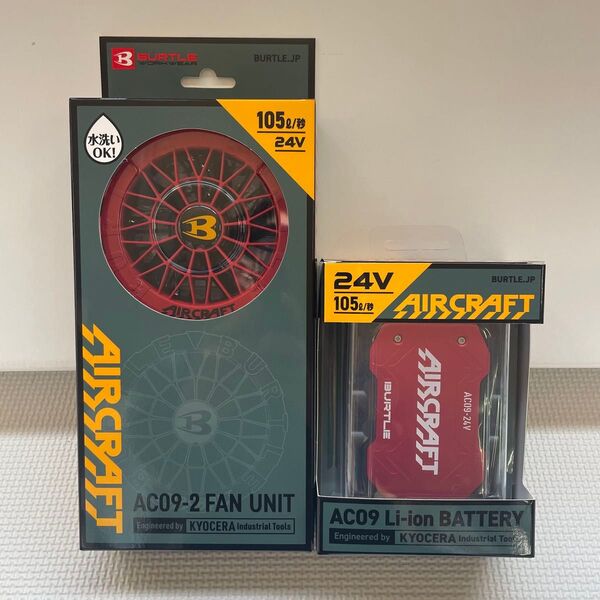 BURTLE
WORKWEAR
BURTLE.JP
水洗い
OK!
105ℓ/秒
24V
B
AIRCRAFT
AIRCRAFT
AC09-2 FAN UNIT
Engineered by KYOCERA Industrial Tools
24V
BURTLE.JP
105ℓ/秒
AIRCRAFT
AIRCRAFT
BURTLE
AC09-24V
AC09 Li-ion BATTERY
Engineered by KYOCERA Industrial Tools